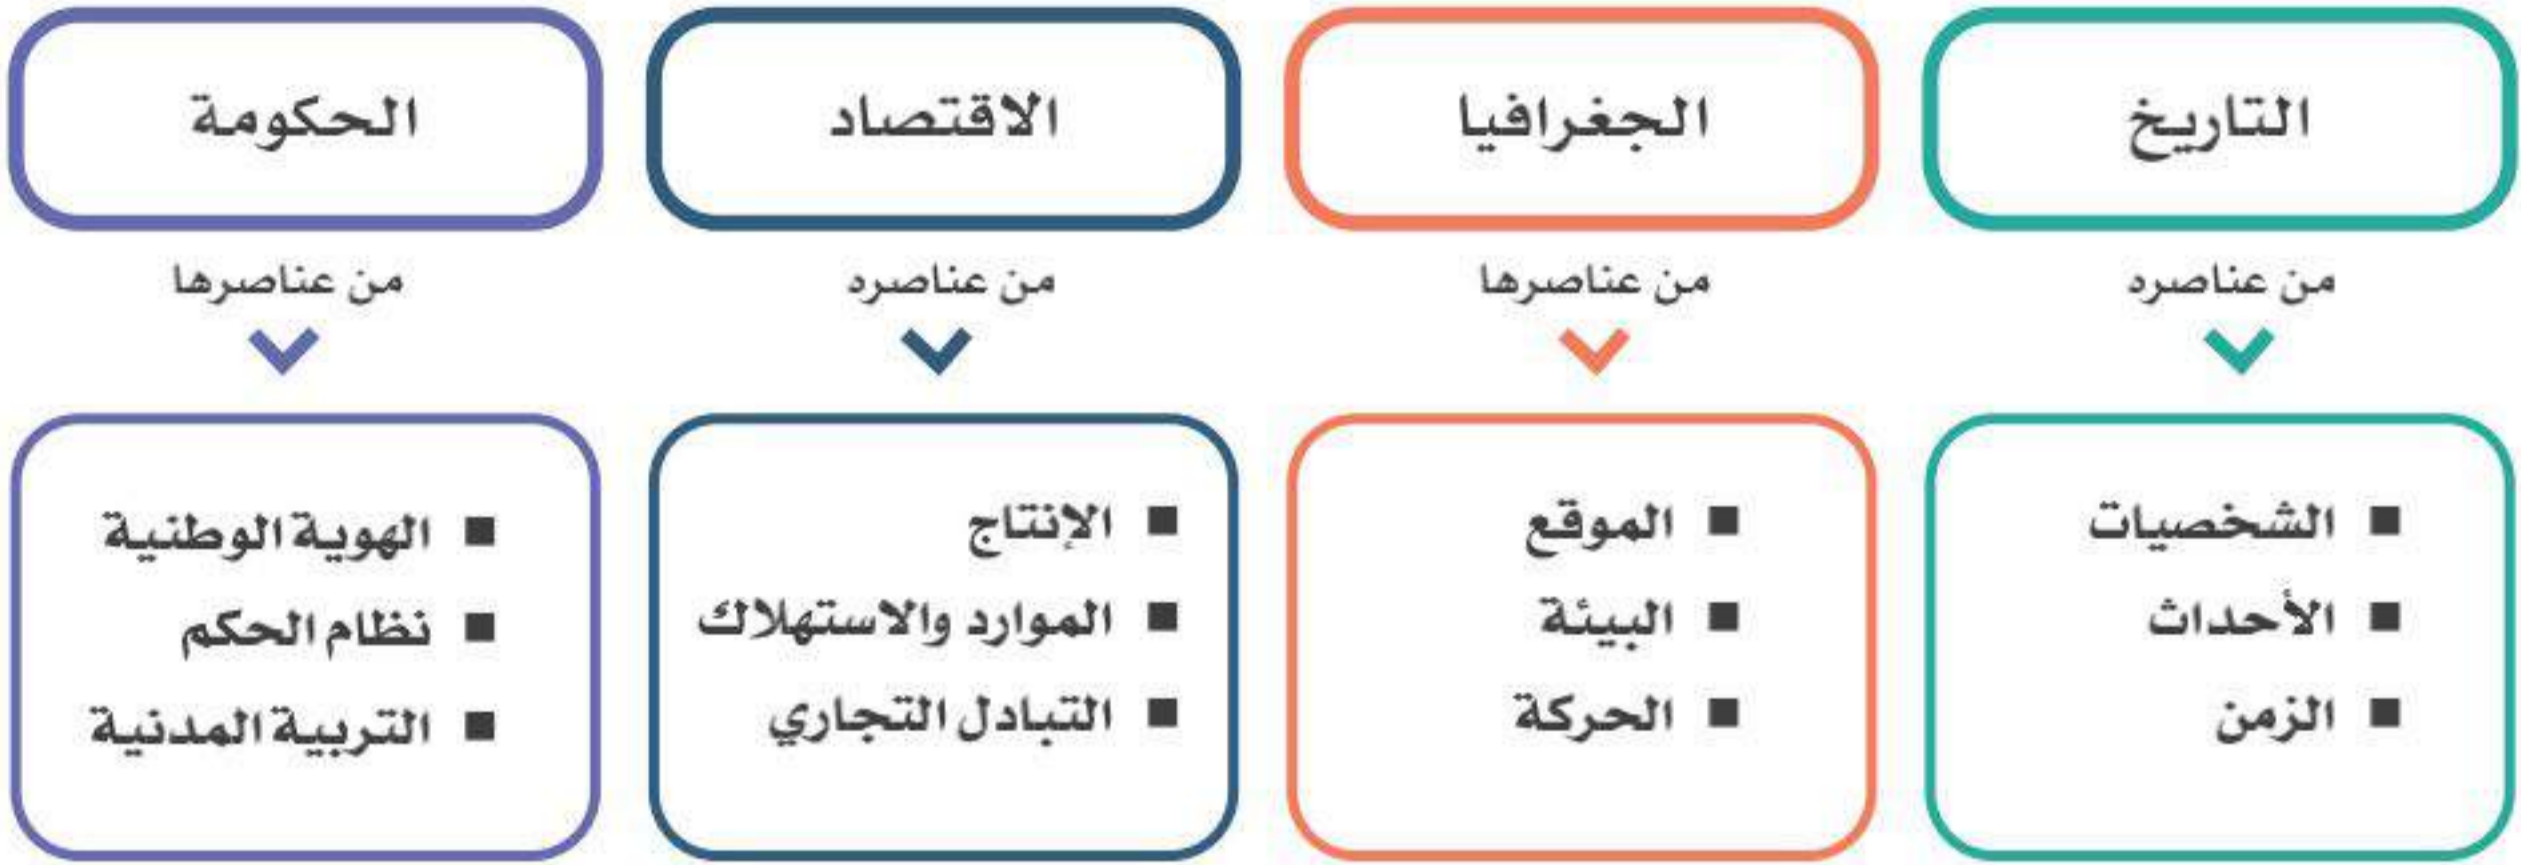 التاريخ
من عناصره
■ الشخصيات
■ الأحداث
■ الزمن
الجغرافيا
من عناصرها
■ الموقع
■ البيئة
■ الحركة
الاقتصاد
من عناصره
■ الإنتاج
■ الموارد والاستهلاك
■ التبادل التجاري
الحكومة
من عناصرها
■ الهوية الوطنية
■ نظام الحكم
■ التربية المدنية